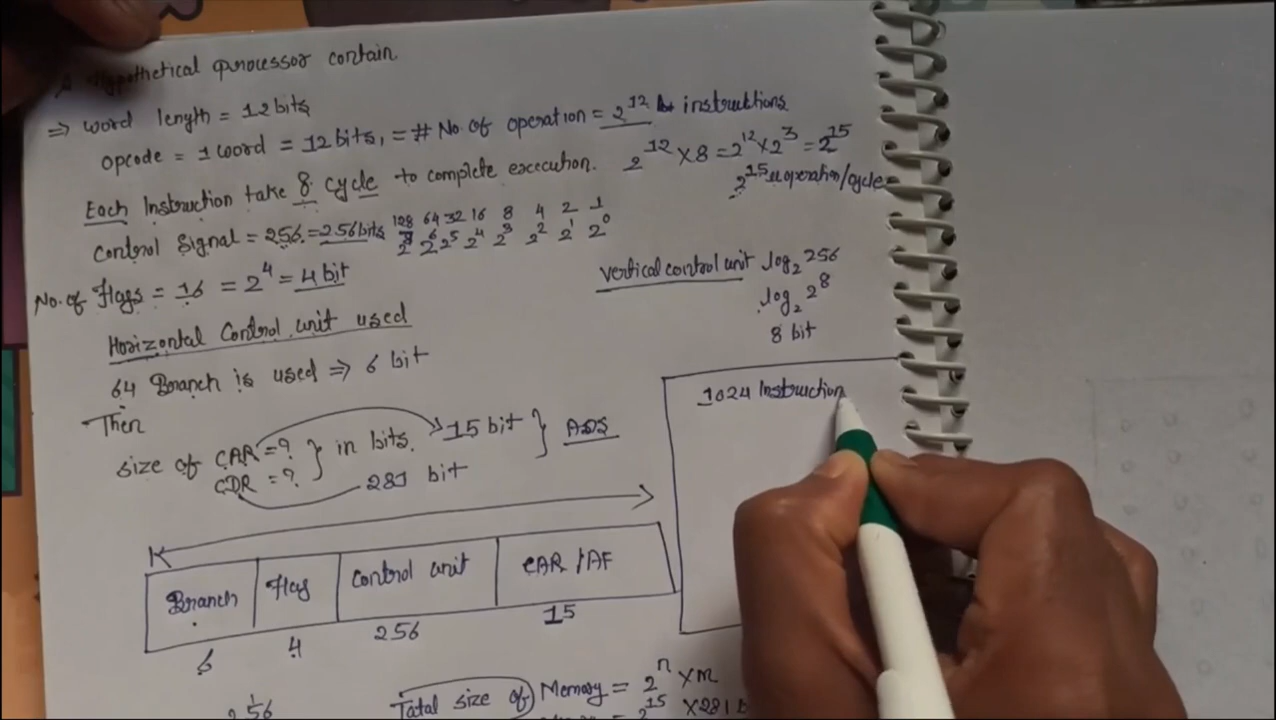 A Hypothetical processor contain
⇒ word length = 12 bits
opcode = 1 word = 12 bits, = # No. of operation = 2^12 instructions
2^12 × 8 = 2^12 × 2^3 = 2^15
2^15 μoperation/cycle
Each Instruction take 8 cycle to complete execution.
128 64 32 16 8 4 2 1
Control Signal = 256 = 256 bits 2^7 2^6 2^5 2^4 2^3 2^2 2^1 2^0
No. of Flags = 16 = 2^4 = 4 bit
Vertical control unit log₂ 256
log₂ 2^8
8 bit
Horizontal Control unit used
64 Branch is used ⇒ 6 bit
Then
size of CAR = ? } in bits. 15 bit } ADS
CDR = ? 281 bit
1024 Instruction
Branch Flag Control unit CAR / AF
6 4 256 15
256
Total size of Memory = 2^n × m
2^15 × 281 b